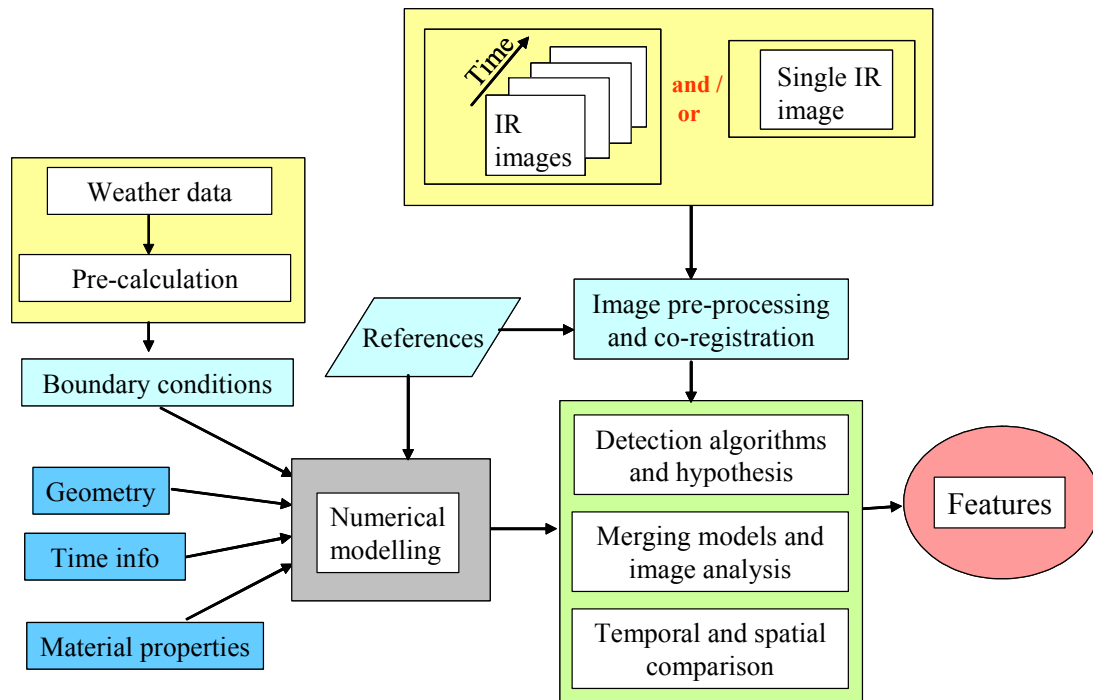 Time
IR
images
and /
or
Single IR
image
Weather data
Pre-calculation
Image pre-processing
and co-registration
References
Boundary conditions
Detection algorithms
and hypothesis
Geometry
Numerical
modelling
Features
Time info
Merging models and
image analysis
Material properties
Temporal and spatial
comparison